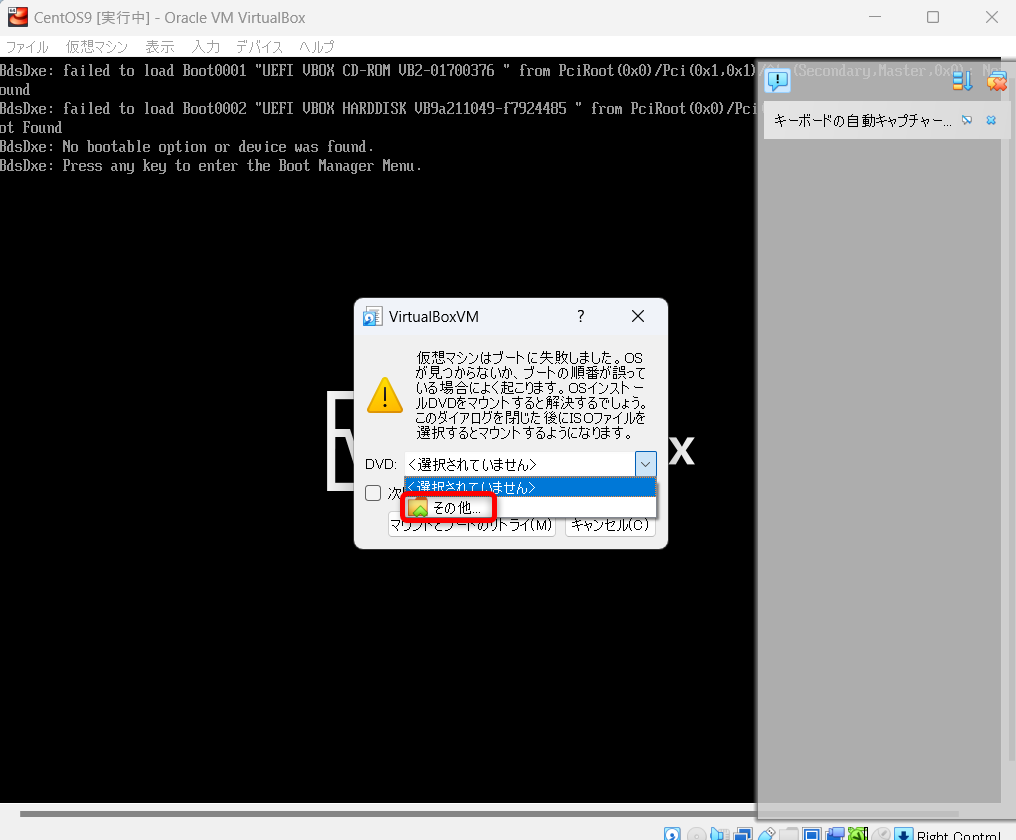 CentOS9 [実行中] - Oracle VM VirtualBox
ファイル 仮想マシン 表示 入力 デバイス ヘルプ
BdsDxe: failed to load Boot0001 "UEFI VBOX CD-ROM VB2-01700376 " from PciRoot(0x0)/Pci(0x1,0x1)/ (Secondary,Master,0x0): N
ound
BdsDxe: failed to load Boot0002 "UEFI VBOX HARDDISK VB9a211049-f7924485 " from PciRoot(0x0)/Pci
ot Found
BdsDxe: No bootable option or device was found.
BdsDxe: Press any key to enter the Boot Manager Menu.
キーボードの自動キャプチャー...
VirtualBoxVM
仮想マシンはブートに失敗しました。OS
が見つからないか、ブートの順番が誤って
いる場合によく起こります。OSインストー
ルDVDをマウントすると解決するでしょう。
このダイアログを閉じた後にISOファイルを
選択するとマウントするようになります。
DVD: <選択されていません>
<選択されていません>
次
その他...
マウントとブートのリトライ(M) キャンセル(C)
X
Right Control